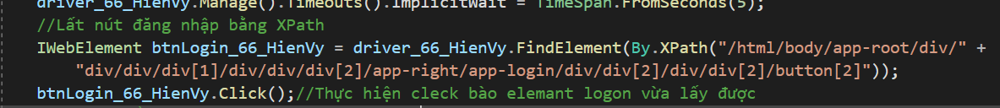 driver_66_HienVy.Manage().Timeouts().ImplicitWait = TimeSpan.FromSeconds(5);
//Lất nút đăng nhập bằng XPath
IWebElement btnLogin_66_HienVy = driver_66_HienVy.FindElement(By.XPath("/html/body/app-root/div/" +
"div/div/div[1]/div/div/div[2]/app-right/app-login/div/div[2]/div/div[2]/button[2]"));
btnLogin_66_HienVy.Click();//Thực hiện cleck bào elemant logon vừa lấy được